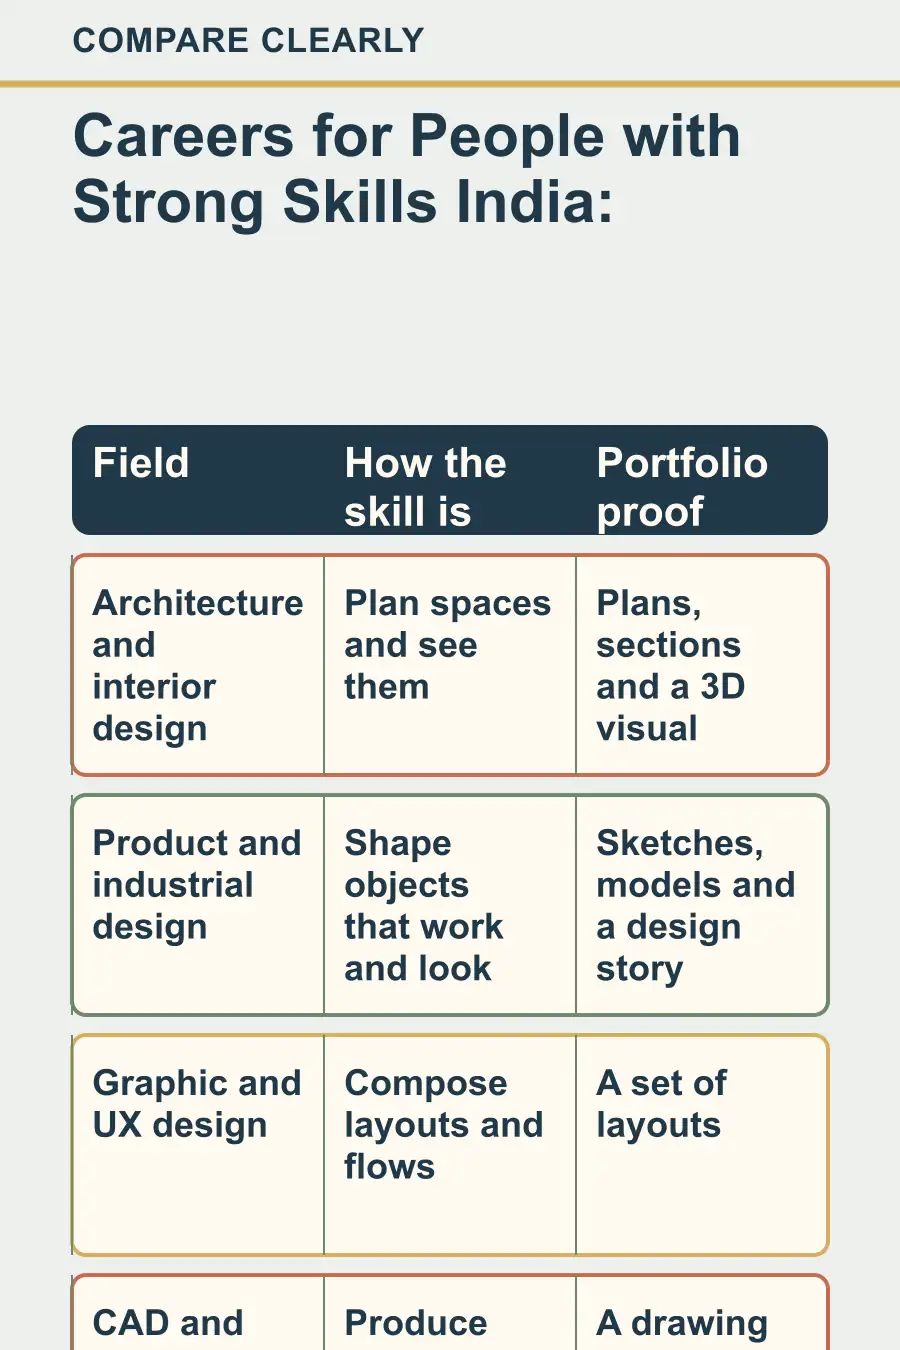 COMPARE CLEARLY
Careers for People with
Strong Skills India:
Field
How the
skill is
Portfolio
proof
Architecture
and
interior
design
Plan spaces
and see
them
Plans,
sections
and a 3D
visual
Product and
industrial
design
Shape
objects
that work
and look
Sketches,
models and
a design
story
Graphic and
UX design
Compose
layouts and
flows
A set of
layouts
CAD and
Produce
A drawing